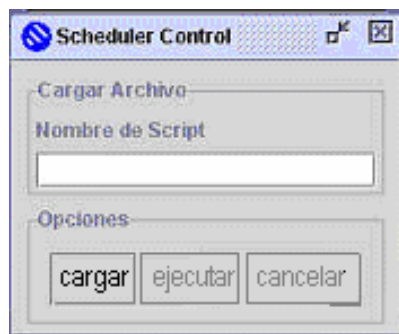 Scheduler Control
Cargar Archivo
Nombre de Script
Opciones
cargar ejecutar cancelar